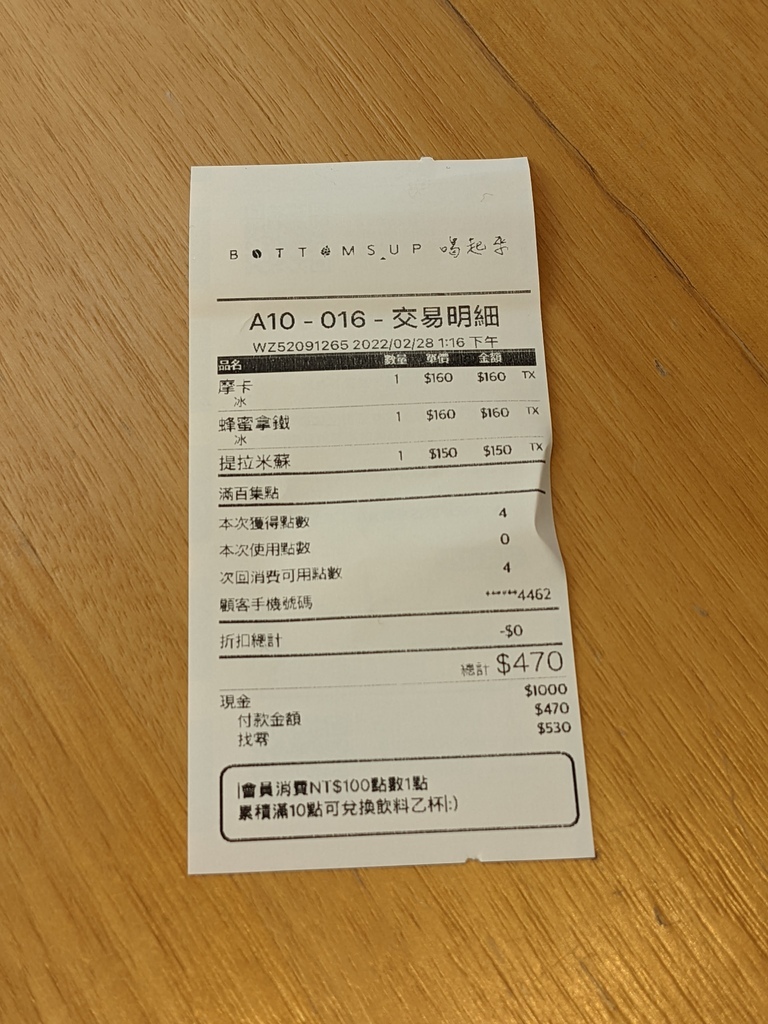 BOTTOMS UP 喝起來
A10 - 016 - 交易明細
WZ52091265 2022/02/28 1:16 下午
品名 數量 單價 金額
摩卡 1 $160 $160 TX
冰
蜂蜜拿鐵 1 $160 $160 TX
冰
提拉米蘇 1 $150 $150 TX
滿百集點
本次獲得點數 4
本次使用點數 0
次回消費可用點數 4
顧客手機號碼 ******4462
折扣總計 -$0
總計 $470
現金 $1000
付款金額 $470
找零 $530
|會員消費NT$100點數1點
累積滿10點可兌換飲料乙杯|:)